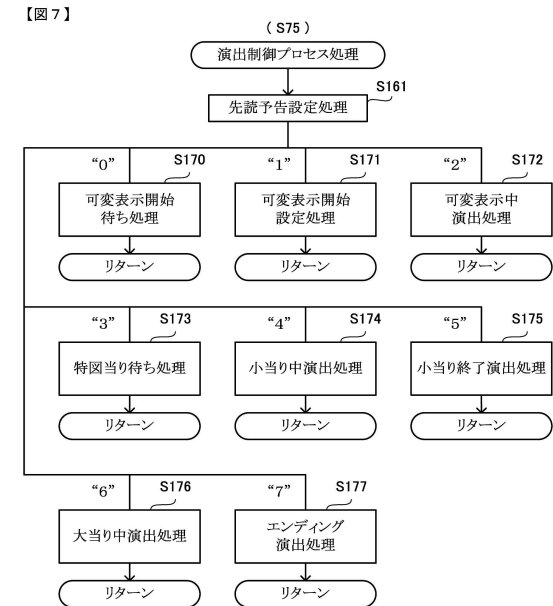 【図7】
(S75)
演出制御プロセス処理
S161
先読予告設定処理
“0”
S170
可変表示開始
待ち処理
リターン
“1”
S171
可変表示開始
設定処理
リターン
“2”
S172
可変表示中
演出処理
リターン
“3”
S173
特図当り待ち処理
リターン
“4”
S174
小当り中演出処理
リターン
“5”
S175
小当り終了演出処理
リターン
“6”
S176
大当り中演出処理
リターン
“7”
S177
エンディング
演出処理
リターン